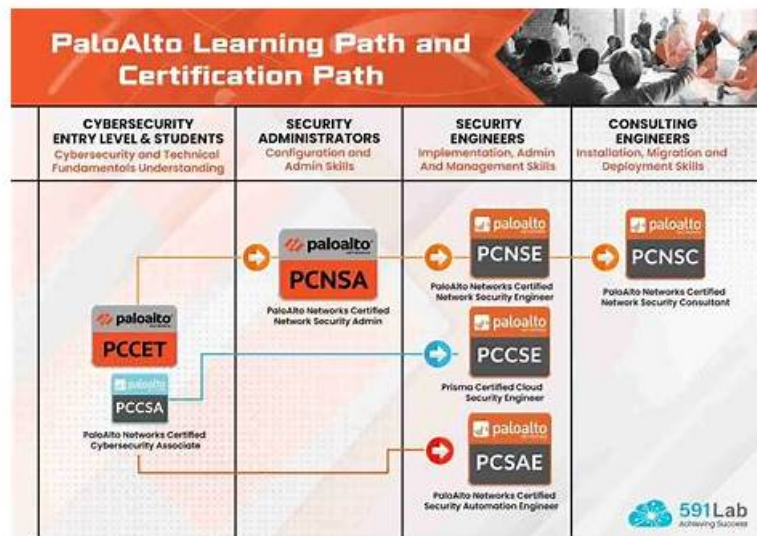 PaloAlto Learning Path and
Certification Path
CYBERSECURITY
ENTRY LEVEL & STUDENTS
Cybersecurity and Technical
Fundamentals Understanding
SECURITY
ADMINISTRATORS
Configuration and
Admin Skills
SECURITY
ENGINEERS
Implementation, Admin
And Management Skills
CONSULTING
ENGINEERS
Installation, Migration and
Deployment Skills
paloalto
PCCET
paloalto
PCCSA
PaloAlto Networks Certified
Cybersecurity Associate
paloalto
PCNSA
PaloAlto Networks Certified
Network Security Admin
paloalto
PCNSE
PaloAlto Networks Certified
Network Security Engineer
paloalto
PCCSE
Prisma Certified Cloud
Security Engineer
paloalto
PCSAE
PaloAlto Networks Certified
Security Automation Engineer
paloalto
PCNSC
PaloAlto Networks Certified
Network Security Consultant
591Lab
Achieving Success